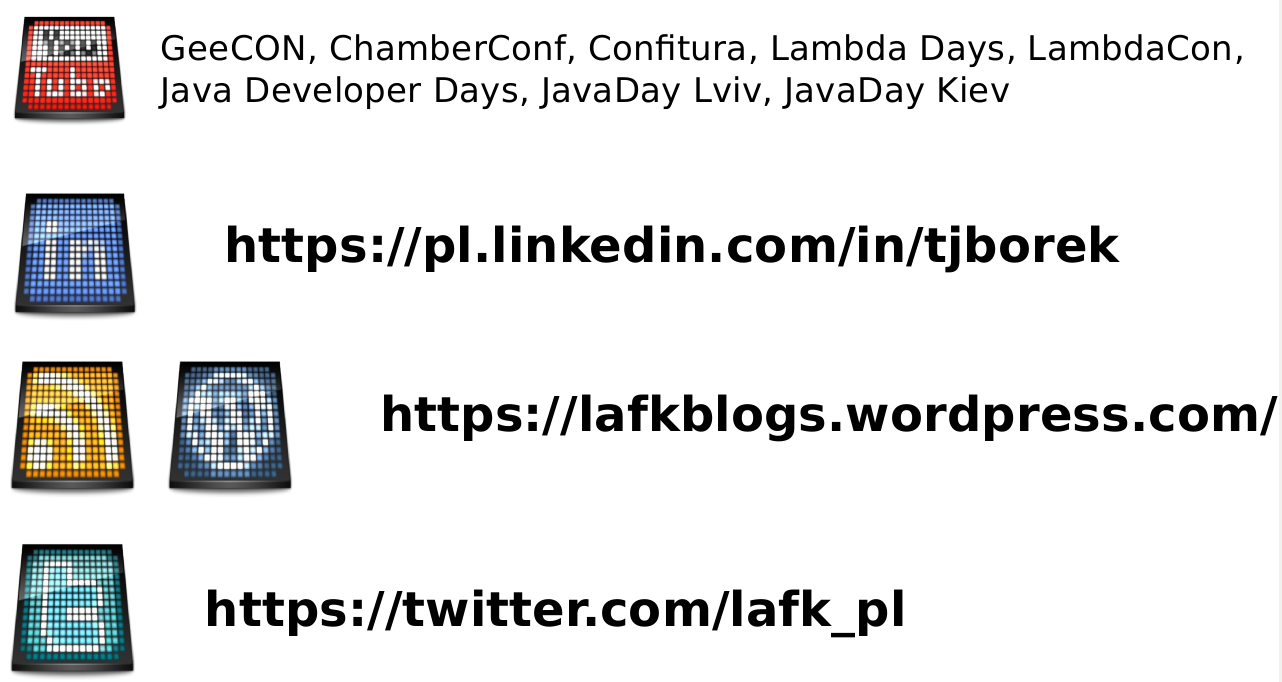 You
Tube
GeeCON, ChamberConf, Confitura, Lambda Days, LambdaCon,
Java Developer Days, JavaDay Lviv, JavaDay Kiev
in
https://pl.linkedin.com/in/tjborek
https://lafkblogs.wordpress.com/
https://twitter.com/lafk_pl